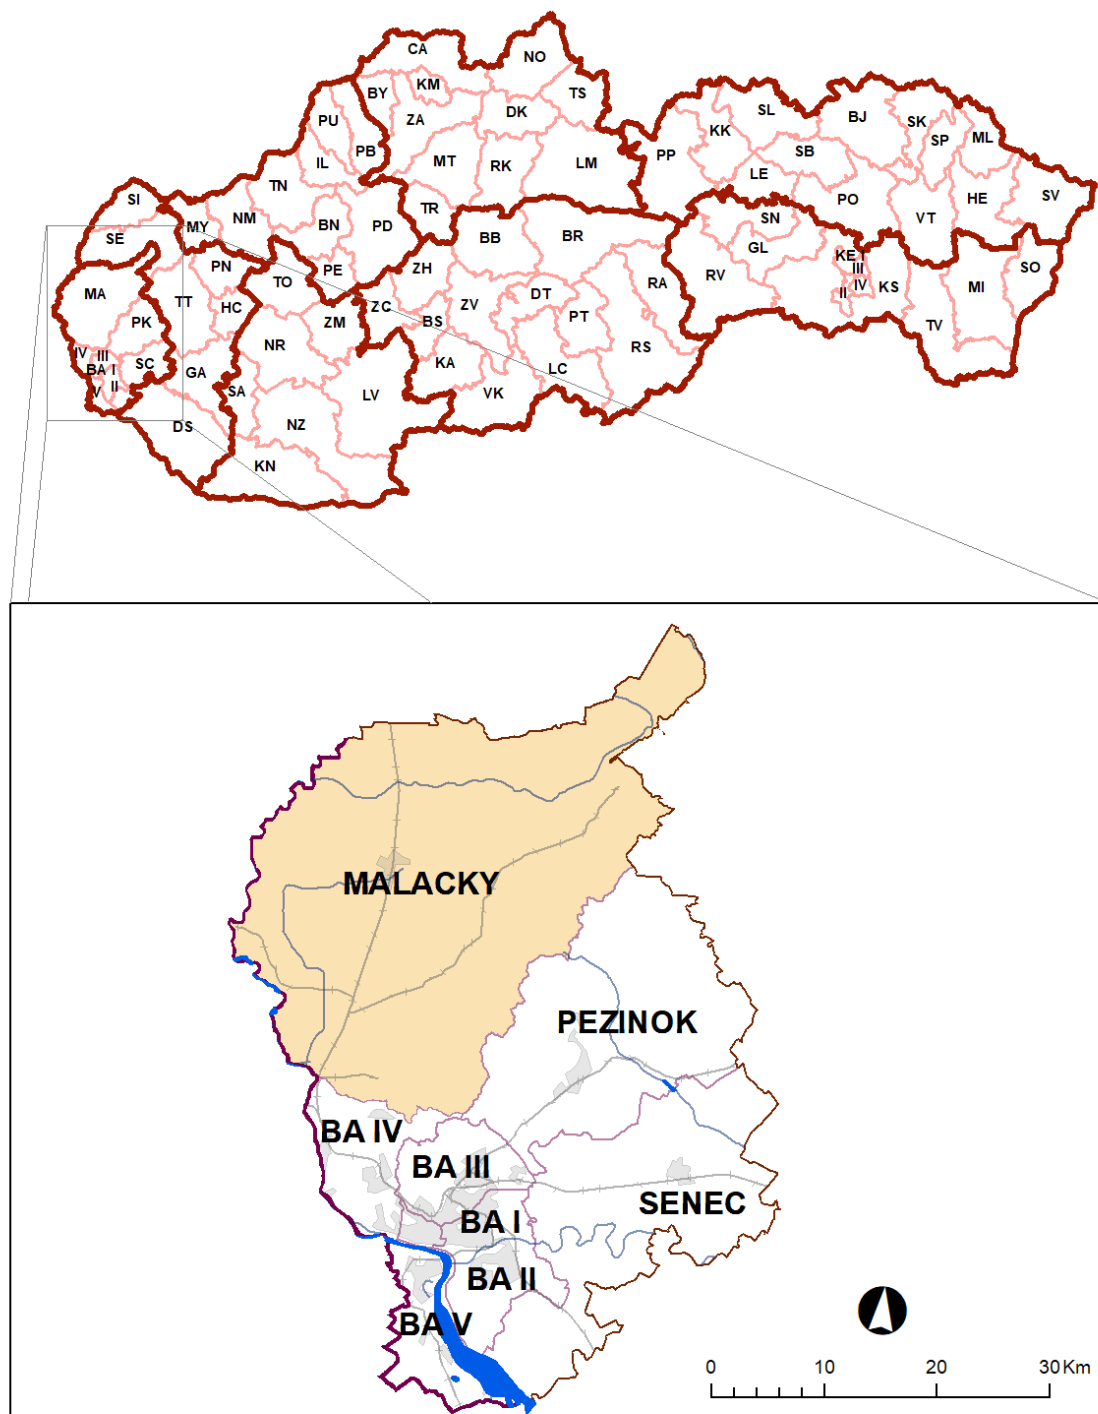 CA
NO
BY
KM
TS
DK
ZA
PU
PB
IL
MT
RK
LM
TN
TR
SI
MY
NM
BN
PD
SE
BB
BR
PN
PE
ZH
TO
MA
TT
HC
ZC
ZM
BS
ZV
DT
PT
RA
PK
NR
KA
RS
IV
III
BA I
SC
GA
SA
LV
LC
VK
V
II
NZ
DS
KN
PP
KK
SL
BJ
SK
SP
ML
SB
LE
PO
VT
HE
SV
SN
GL
RV
KE I
III
IV
II
KS
MI
SO
TV
MALACKY
PEZINOK
BA IV
BA III
SENEC
BA I
BA II
BA V
0 10 20 30 Km